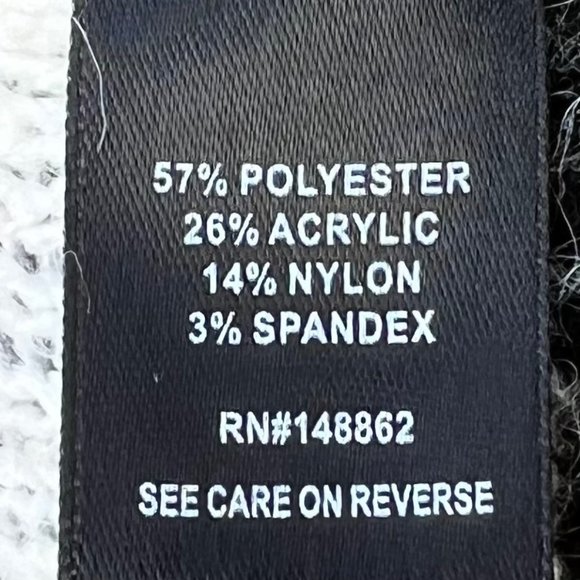 57% POLYESTER
26% ACRYLIC
14% NYLON
3% SPANDEX
RN#148862
SEE CARE ON REVERSE